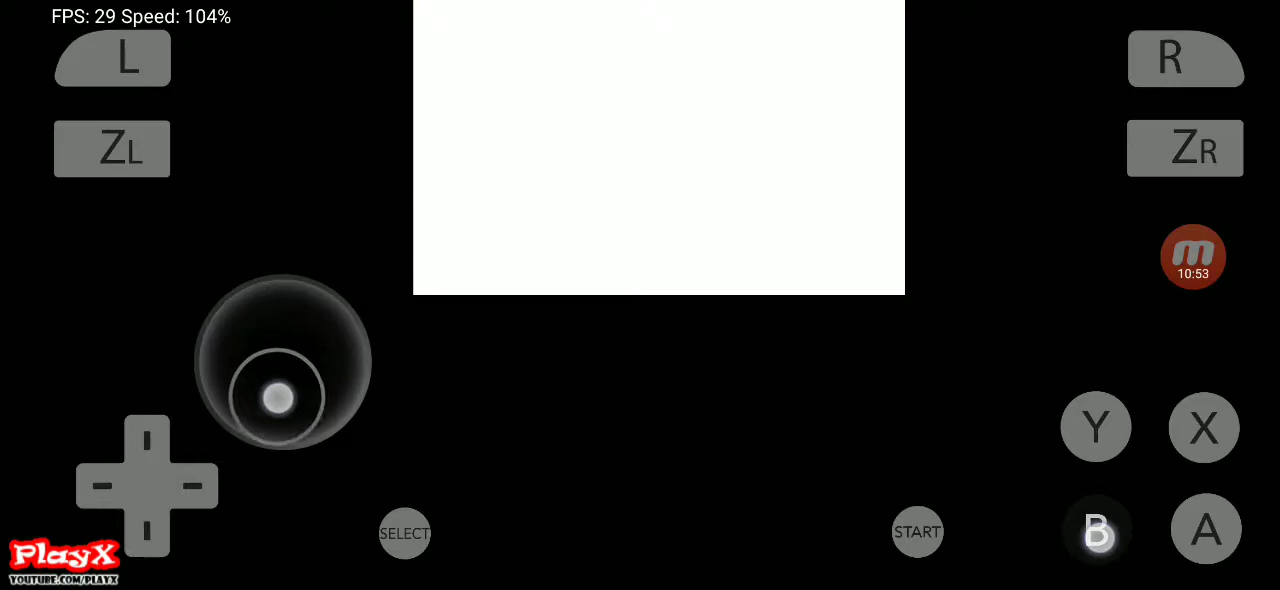 FPS: 29 Speed: 104%
L
R
ZL
ZR
m
10:53
Y
X
SELECT
START
B
A
PlayX
YOUTUBE.COM/PLAYX